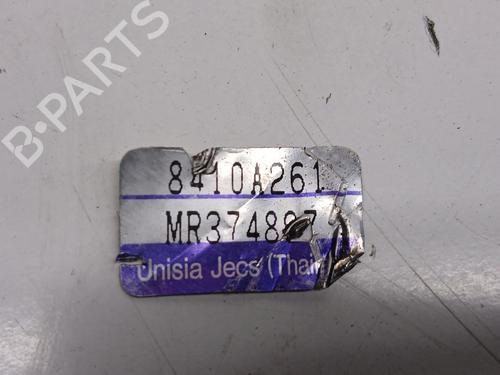 B-PARTS
8410A261
MR374897
Unisia Jecs (Thai